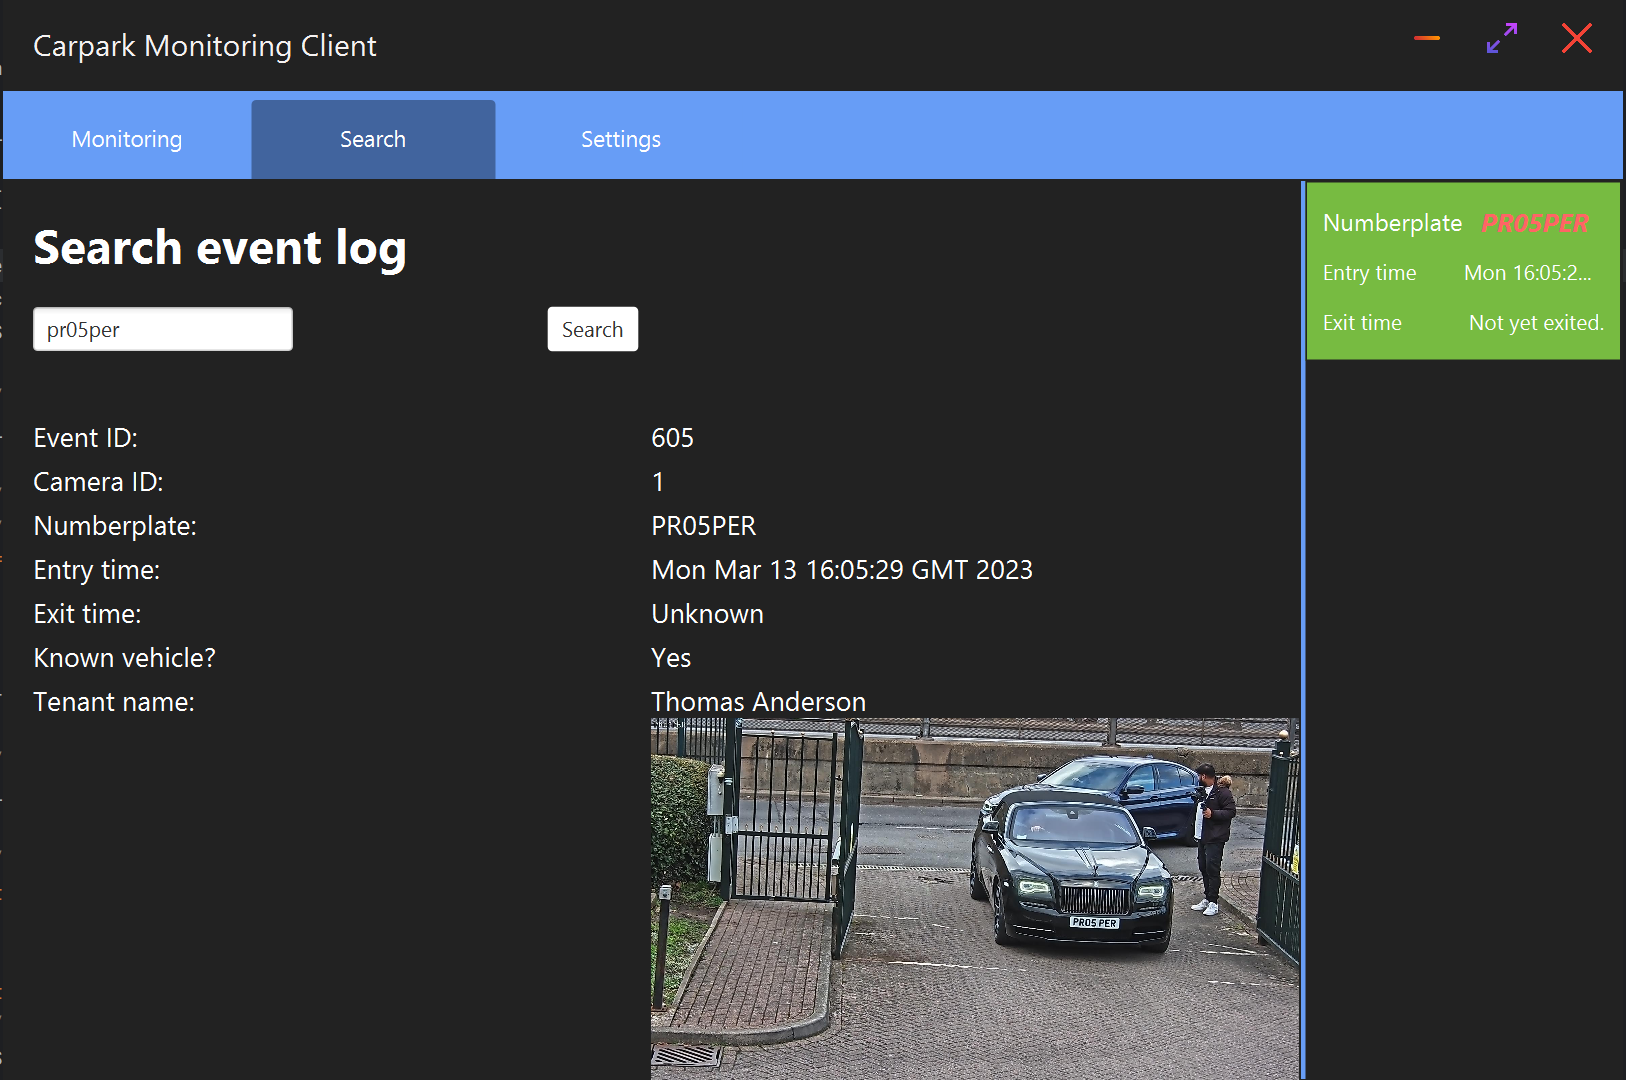 Carpark Monitoring Client
Monitoring
Search
Settings
Search event log
pr05per
Search
Event ID: 605
Camera ID: 1
Numberplate: PR05PER
Entry time: Mon Mar 13 16:05:29 GMT 2023
Exit time: Unknown
Known vehicle? Yes
Tenant name: Thomas Anderson
PR05 PER
Numberplate PR05PER
Entry time Mon 16:05:2...
Exit time Not yet exited.